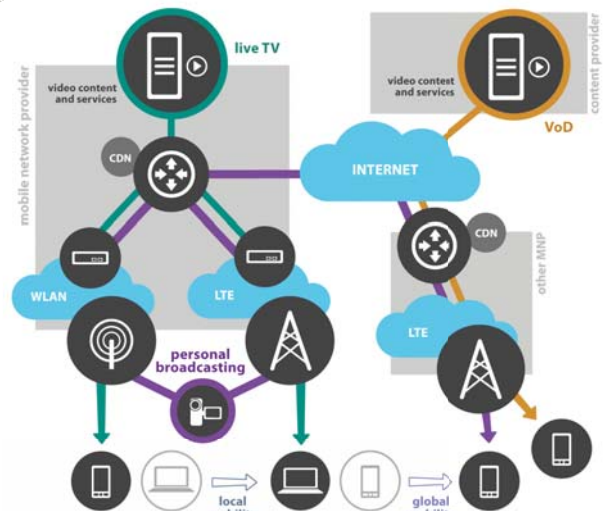 live TV
video content
and services
mobile network provider
CDN
WLAN
LTE
personal
broadcasting
INTERNET
video content
and services
content provider
VoD
CDN
other MNP
LTE
local
global